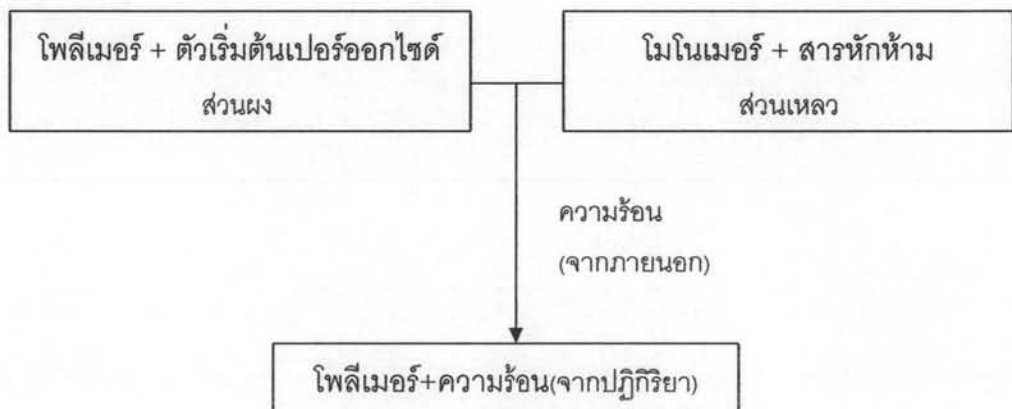 โพลีเมอร์ + ตัวเริ่มต้นเปอร์ออกไซด์
ส่วนผง
โมโนเมอร์ + สารหักห้าม
ส่วนเหลว
ความร้อน
(จากภายนอก)
โพลีเมอร์+ความร้อน(จากปฏิกิริยา)